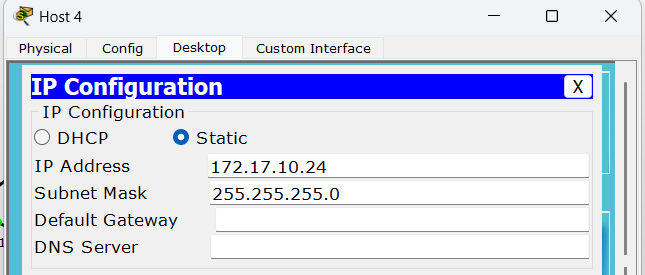 Host 4
Physical Config Desktop Custom Interface
IP Configuration X
IP Configuration
DHCP Static
IP Address 172.17.10.24
Subnet Mask 255.255.255.0
Default Gateway
DNS Server